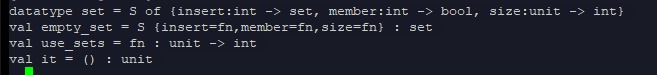 datatype set = S of {insert:int -> set, member:int -> bool, size:unit -> int}
val empty_set = S {insert=fn,member=fn,size=fn} : set
val use_sets = fn : unit -> int
val it = () : unit